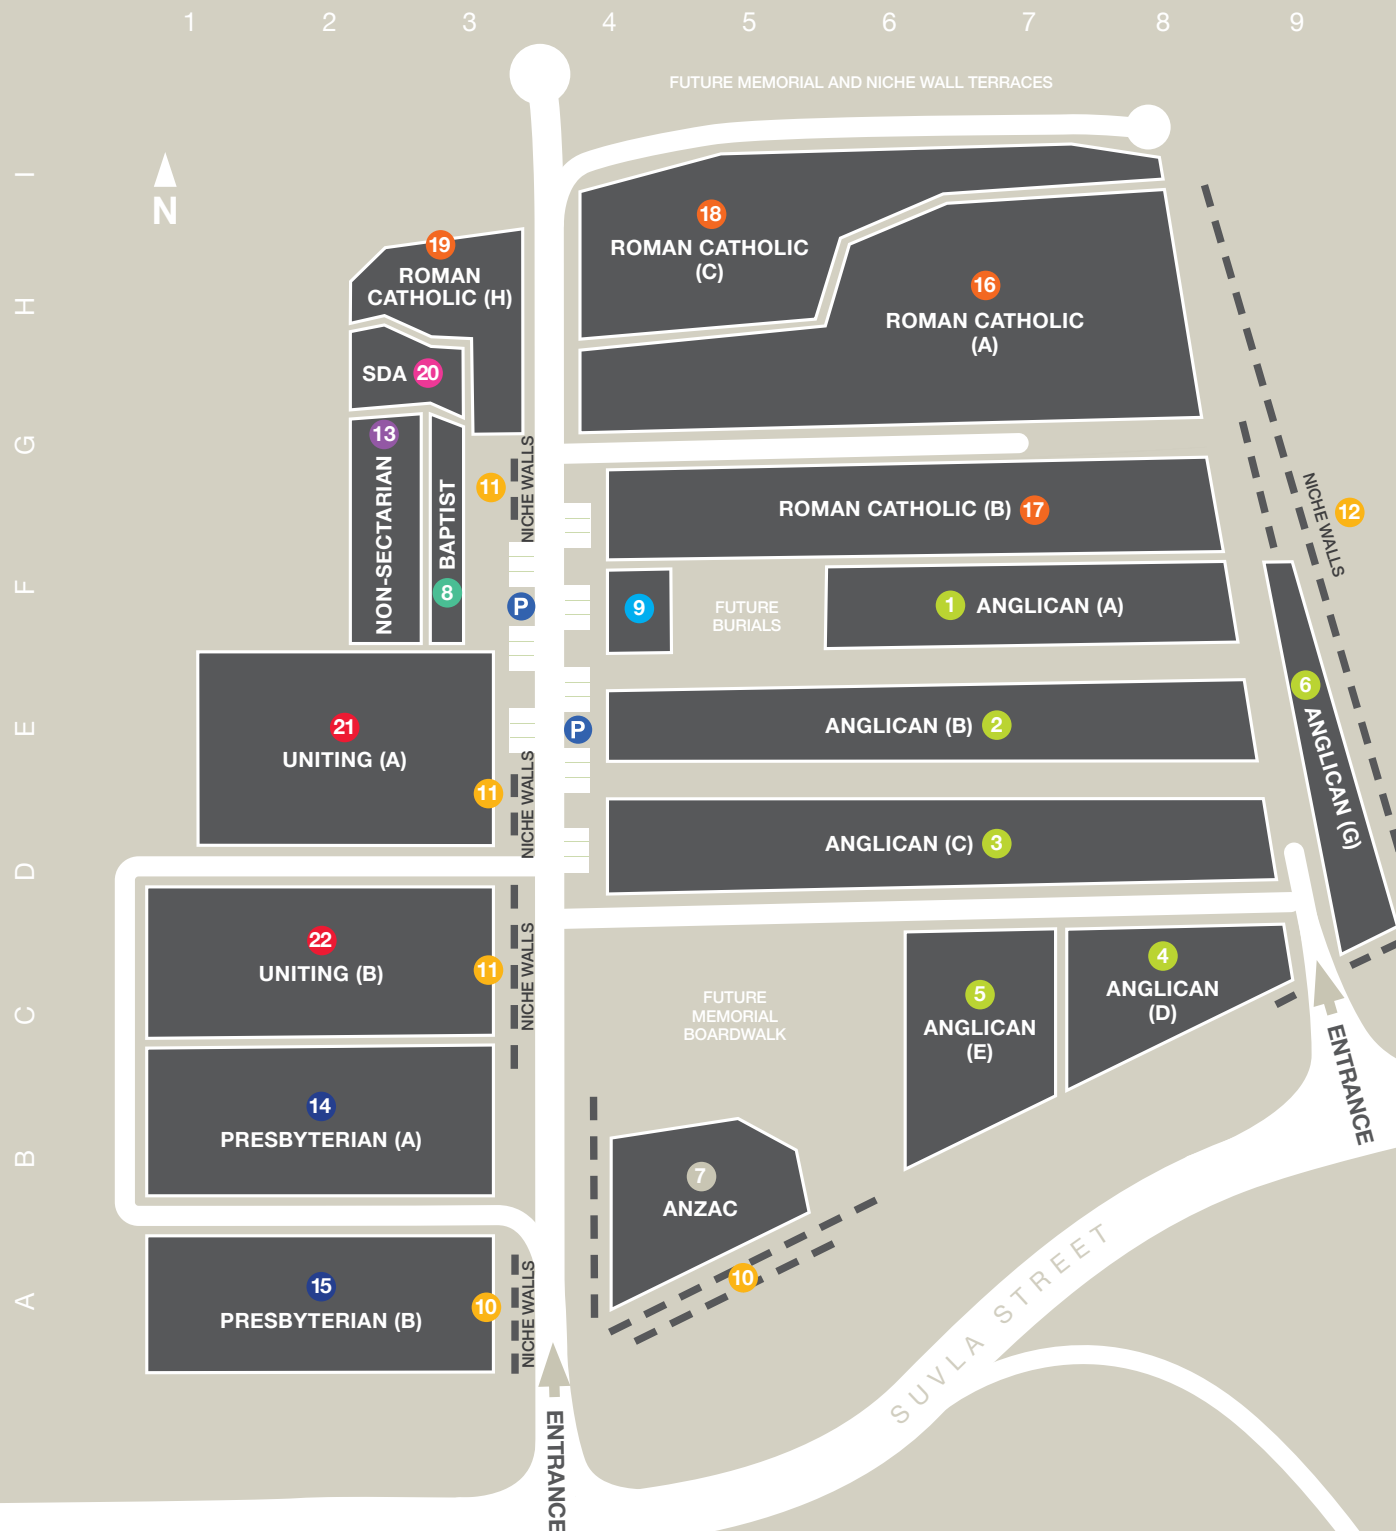 1 2 3 4 5 6 7 8 9
FUTURE MEMORIAL AND NICHE WALL TERRACES
I
N
18
ROMAN CATHOLIC
(C)
19
ROMAN
CATHOLIC (H)
16
ROMAN CATHOLIC
(A)
H
SDA 20
G
13
NON-SECTARIAN
BAPTIST
8
11
NICHE WALLS
ROMAN CATHOLIC (B) 17
NICHE WALLS
12
F
P
9
FUTURE
BURIALS
1 ANGLICAN (A)
6
ANGLICAN (G)
E
21
UNITING (A)
11
NICHE WALLS
P
ANGLICAN (B) 2
ANGLICAN (C) 3
D
22
UNITING (B)
11
NICHE WALLS
C
FUTURE
MEMORIAL
BOARDWALK
5
ANGLICAN
(E)
4
ANGLICAN
(D)
ENTRANCE
14
PRESBYTERIAN (A)
B
7
ANZAC
10
A
15
PRESBYTERIAN (B)
10
NICHE WALLS
SUVLA STREET
ENTRANCE